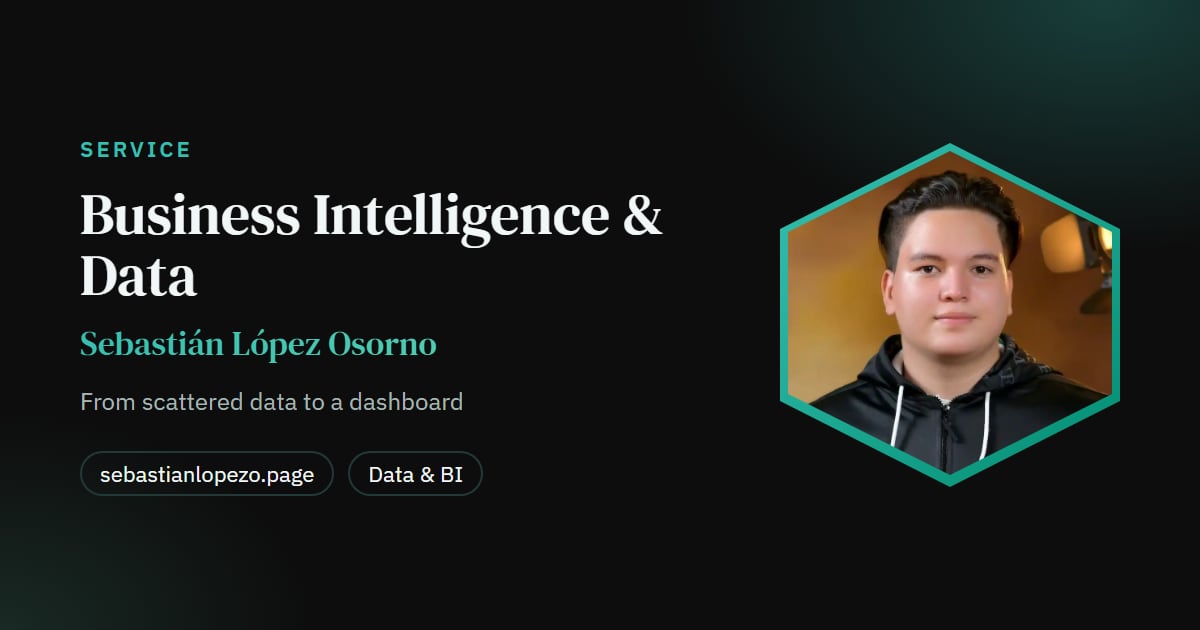 SERVICE
Business Intelligence &
Data
Sebastián López Osorno
From scattered data to a dashboard
sebastianlopezo.page
Data & BI